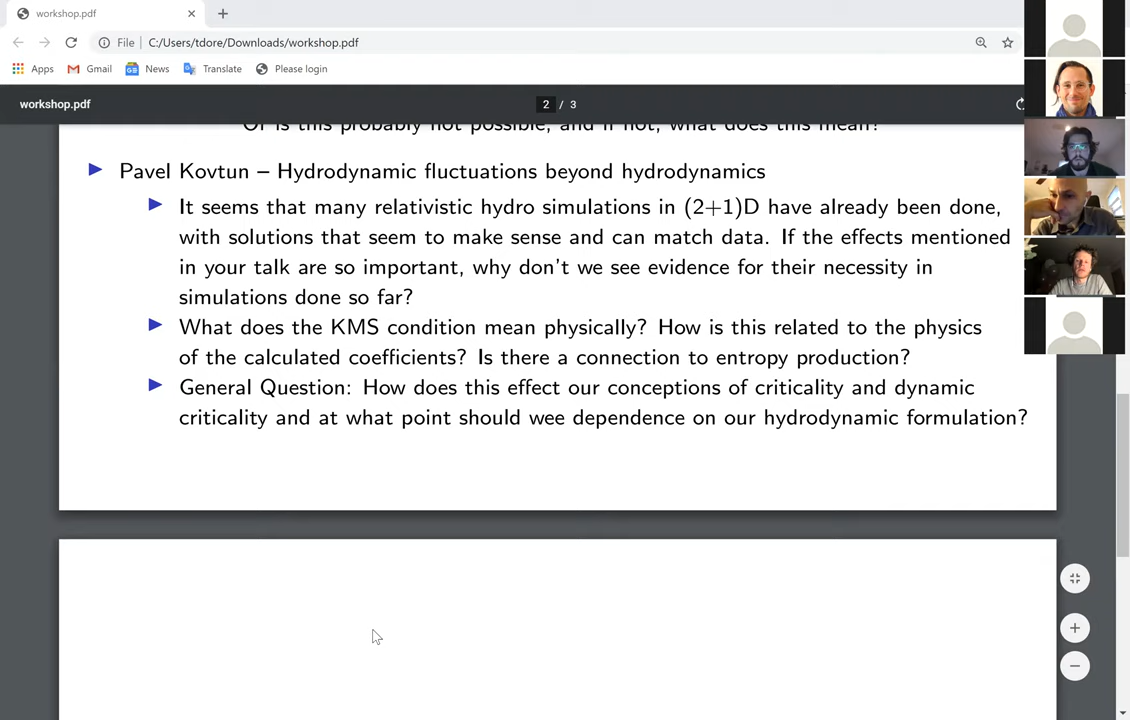 workshop.pdf
File C:/Users/tdore/Downloads/workshop.pdf
Apps Gmail News Translate Please login
workshop.pdf 2 / 3
Or is this probably not possible, and if not, what does this mean?
Pavel Kovtun – Hydrodynamic fluctuations beyond hydrodynamics
It seems that many relativistic hydro simulations in (2+1)D have already been done,
with solutions that seem to make sense and can match data. If the effects mentioned
in your talk are so important, why don't we see evidence for their necessity in
simulations done so far?
What does the KMS condition mean physically? How is this related to the physics
of the calculated coefficients? Is there a connection to entropy production?
General Question: How does this effect our conceptions of criticality and dynamic
criticality and at what point should wee dependence on our hydrodynamic formulation?